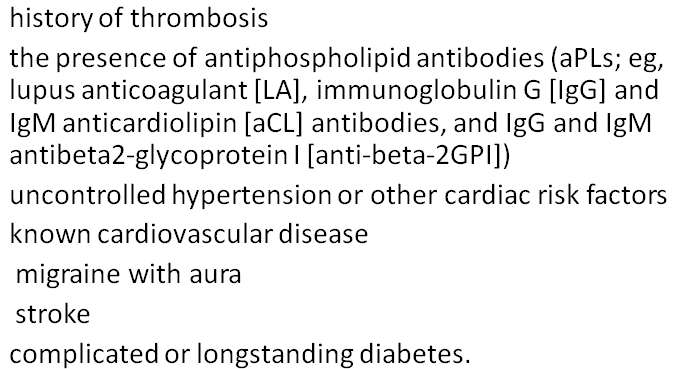 history of thrombosis
the presence of antiphospholipid antibodies (aPLs; eg,
lupus anticoagulant [LA], immunoglobulin G [IgG] and
IgM anticardiolipin [aCL] antibodies, and IgG and IgM
antibeta2-glycoprotein I [anti-beta-2GPI])
uncontrolled hypertension or other cardiac risk factors
known cardiovascular disease
migraine with aura
stroke
complicated or longstanding diabetes.